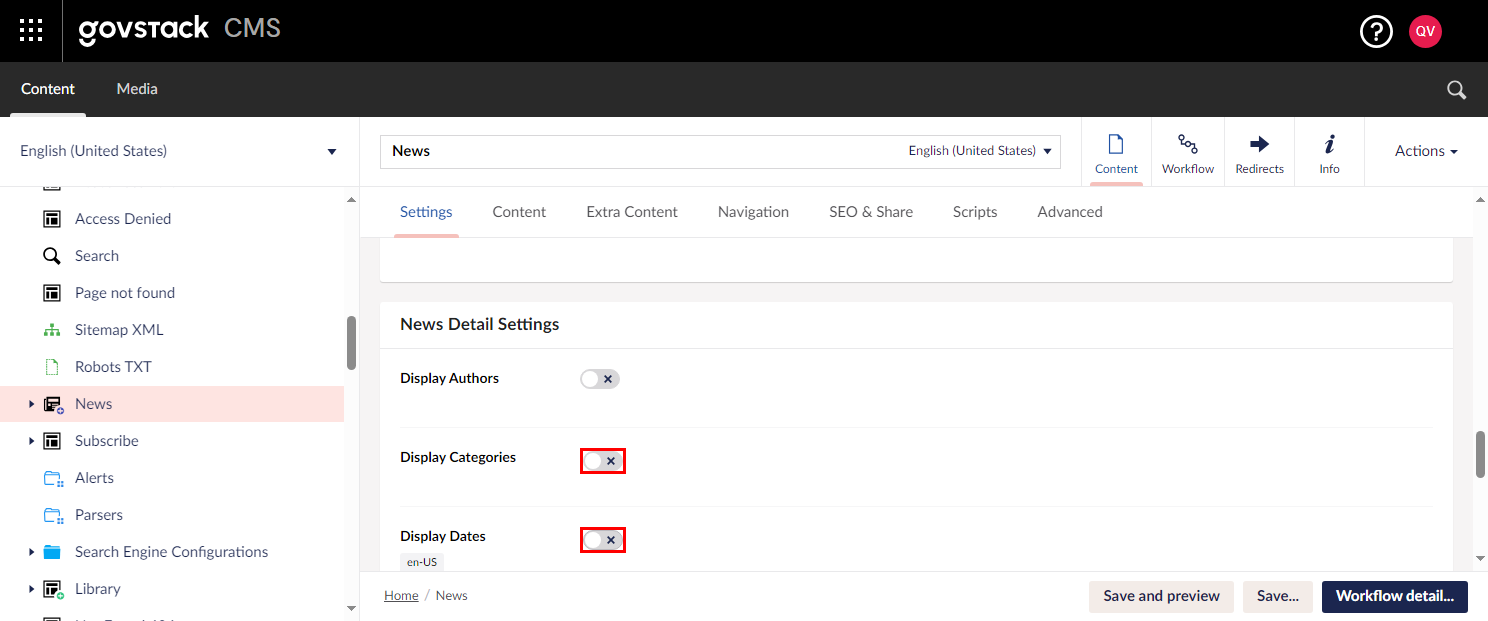 govstack CMS
?
QV
Content
Media
English (United States)
News
English (United States)
Content
Workflow
Redirects
Info
Actions
Access Denied
Search
Page not found
Sitemap XML
Robots TXT
News
Subscribe
Alerts
Parsers
Search Engine Configurations
Library
Settings
Content
Extra Content
Navigation
SEO & Share
Scripts
Advanced
News Detail Settings
Display Authors
Display Categories
Display Dates
en-US
Home / News
Save and preview
Save...
Workflow detail...